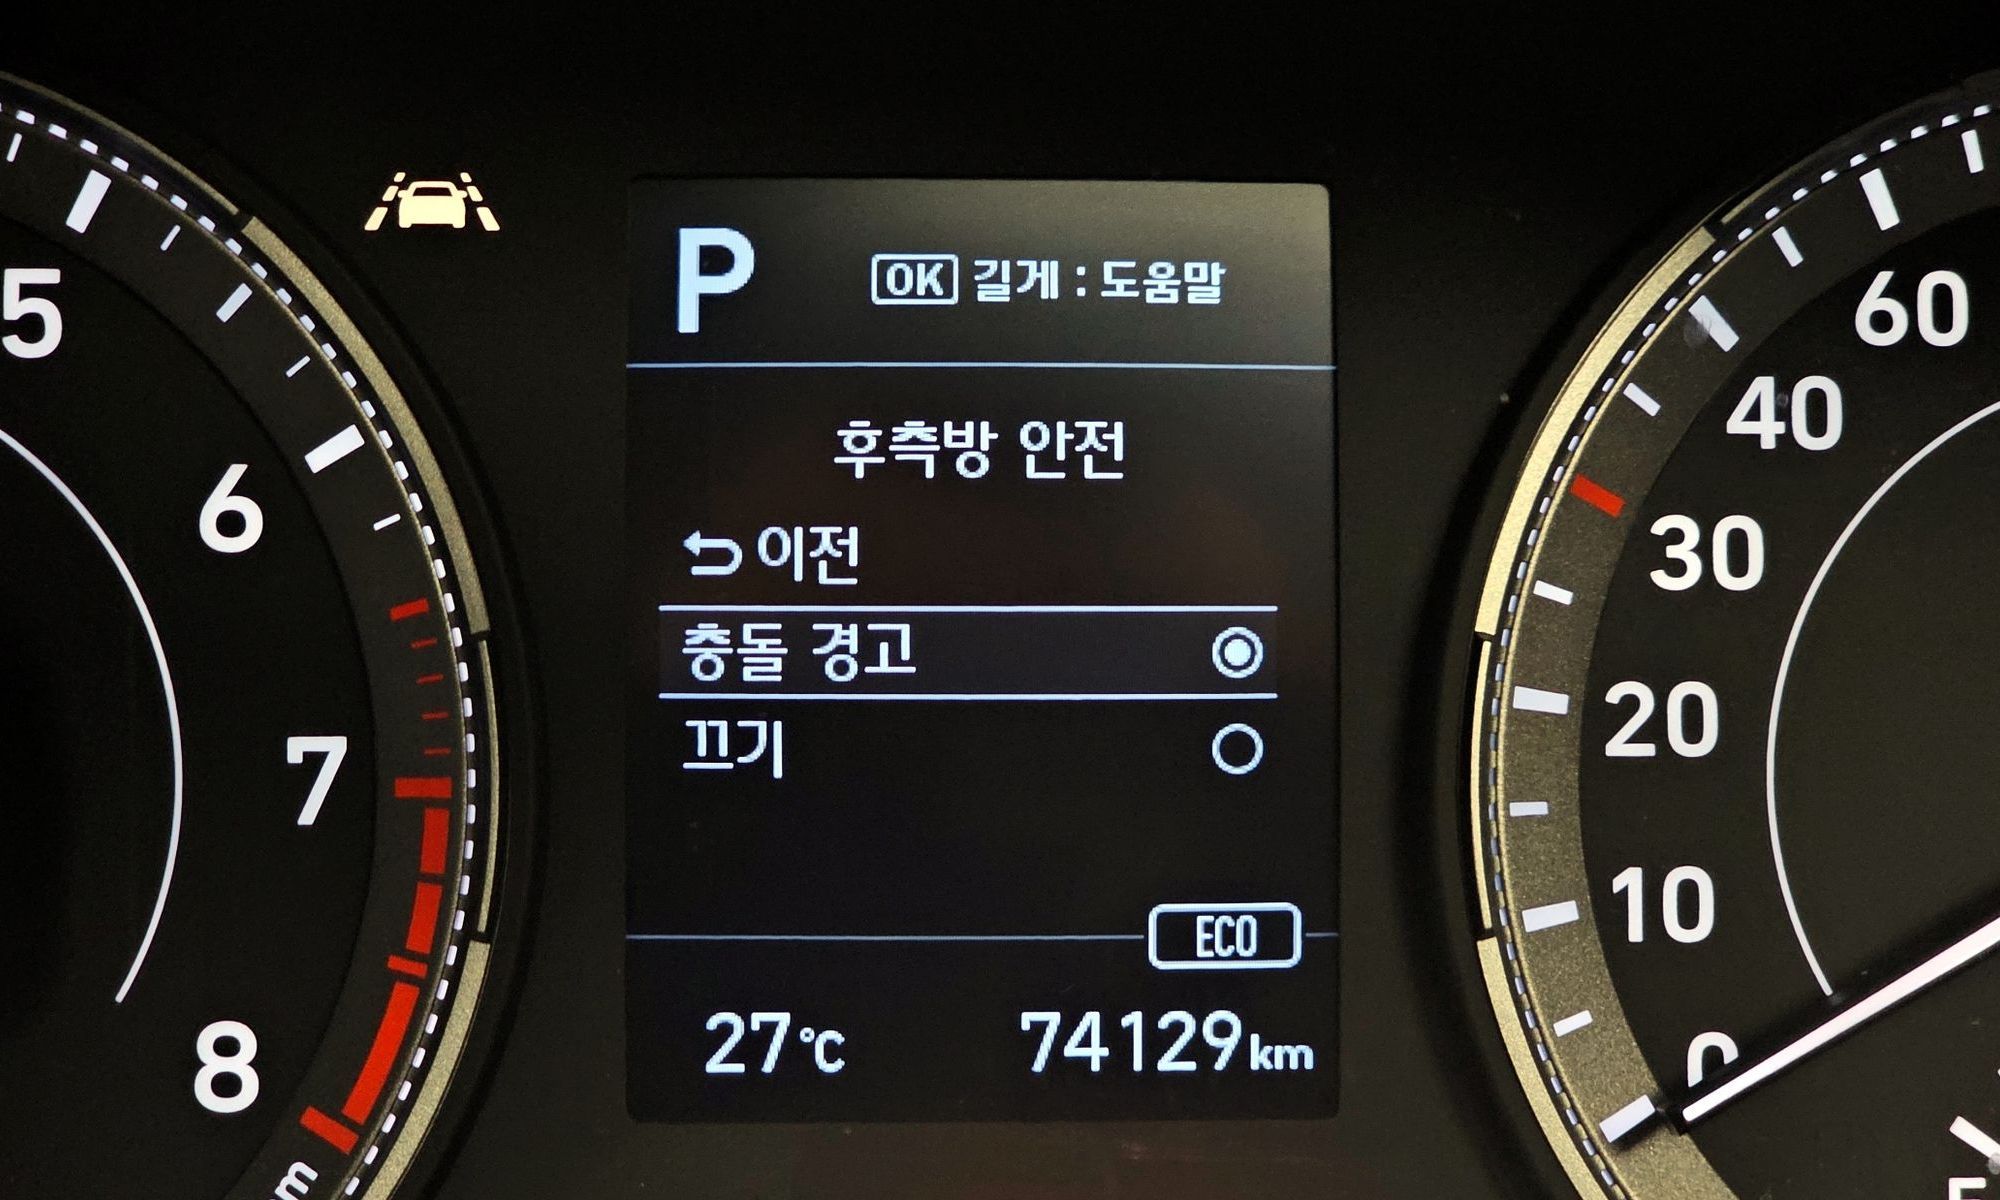 P
OK 길게 : 도움말
후측방 안전
이전
충돌 경고
끄기
ECO
27°C
74129km
5
6
7
8
60
40
30
20
10
0